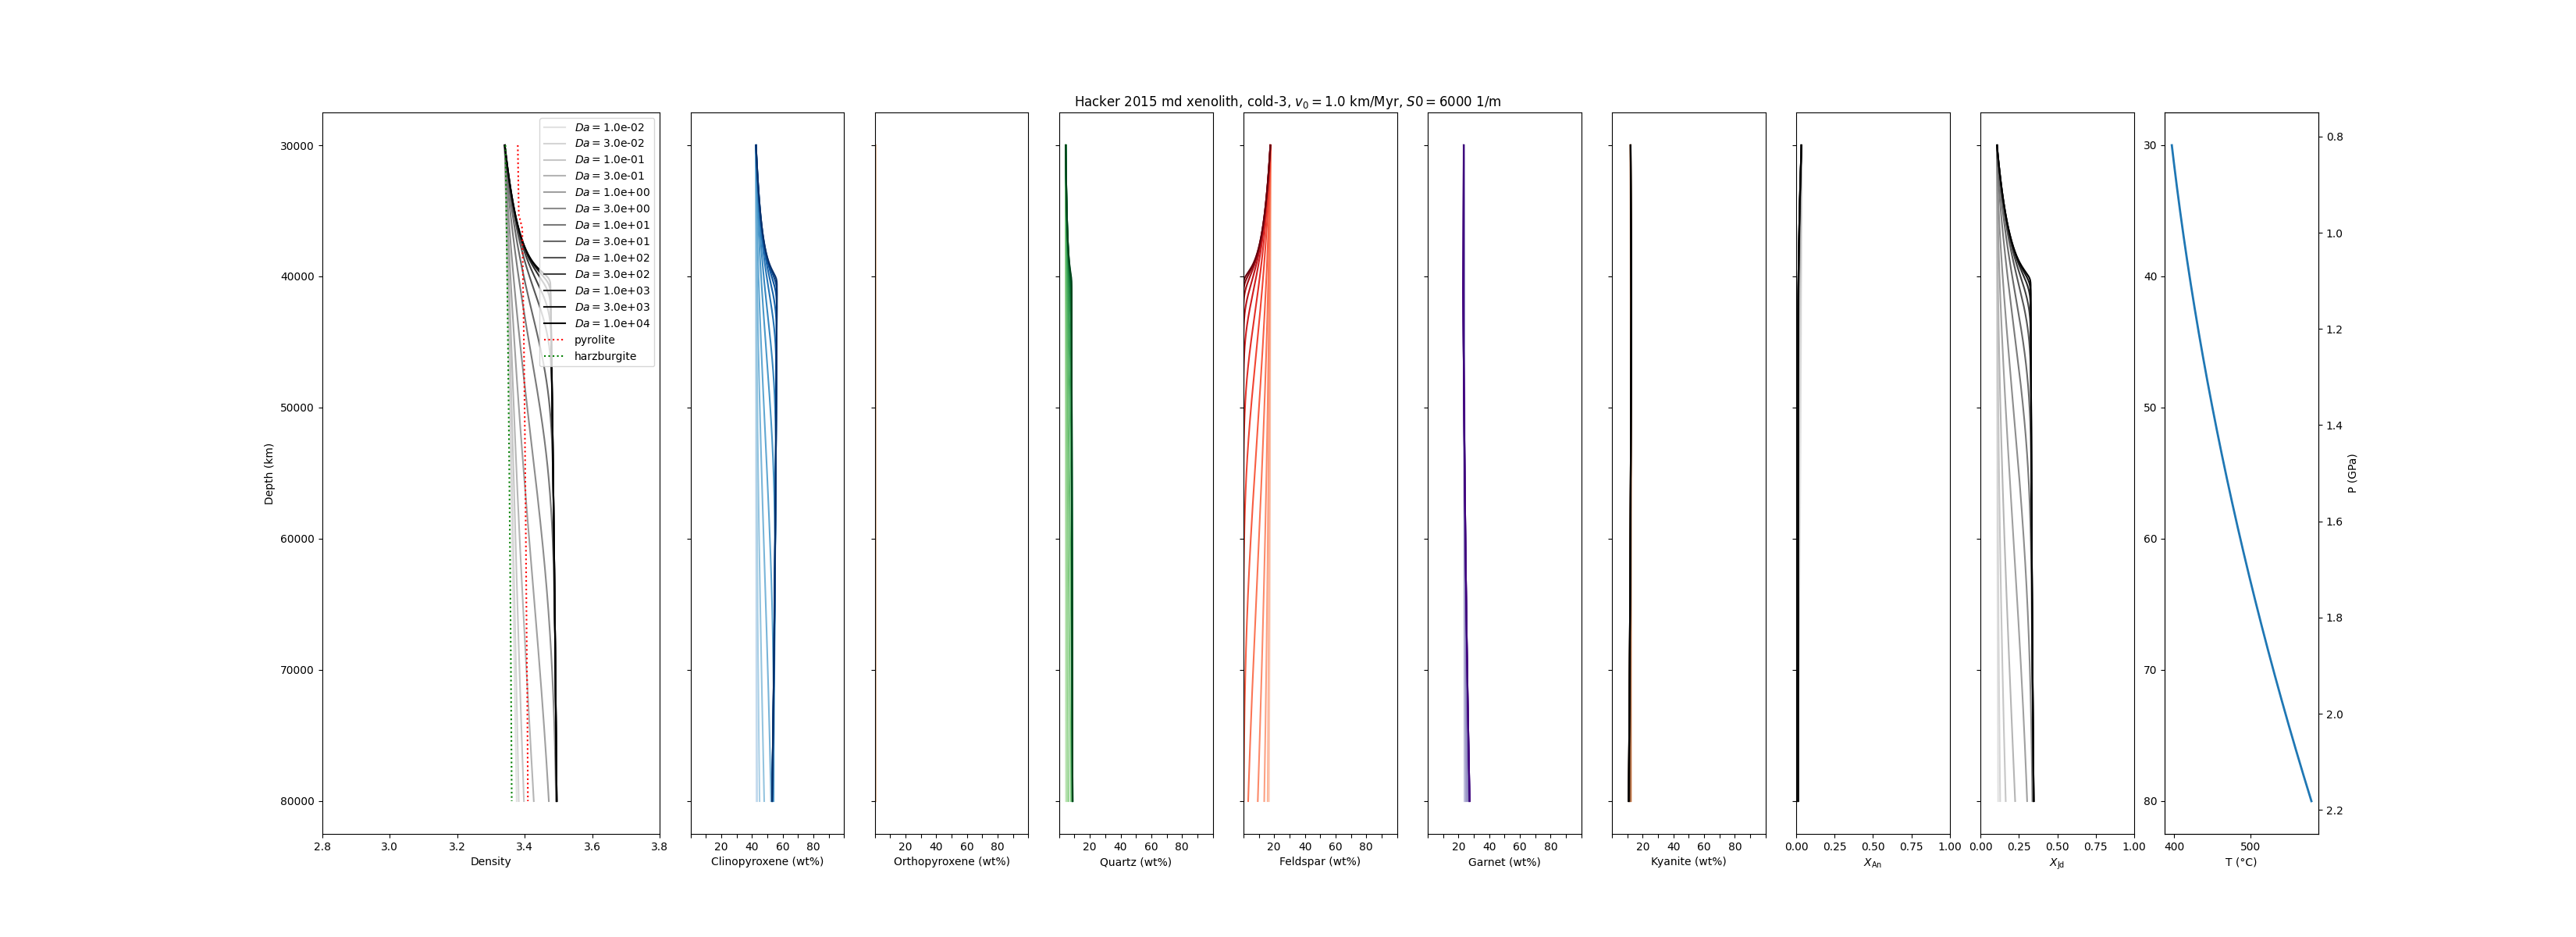 Hacker 2015 md xenolith, cold-3, v₀ = 1.0 km/Myr, S0 = 6000 1/m
Da = 1.0e-02
Da = 3.0e-02
Da = 1.0e-01
Da = 3.0e-01
Da = 1.0e+00
Da = 3.0e+00
Da = 1.0e+01
Da = 3.0e+01
Da = 1.0e+02
Da = 3.0e+02
Da = 1.0e+03
Da = 3.0e+03
Da = 1.0e+04
pyrolite
harzburgite
Depth (km)
30000
40000
50000
60000
70000
80000
2.8 3.0 3.2 3.4 3.6 3.8
Density
20 40 60 80
Clinopyroxene (wt%)
20 40 60 80
Orthopyroxene (wt%)
20 40 60 80
Quartz (wt%)
20 40 60 80
Feldspar (wt%)
20 40 60 80
Garnet (wt%)
20 40 60 80
Kyanite (wt%)
0.00 0.25 0.50 0.75 1.00
X_An
0.00 0.25 0.50 0.75 1.00
X_Jd
30
40
50
60
70
80
400 500
T (°C)
0.8
1.0
1.2
1.4
1.6
1.8
2.0
2.2
P (GPa)